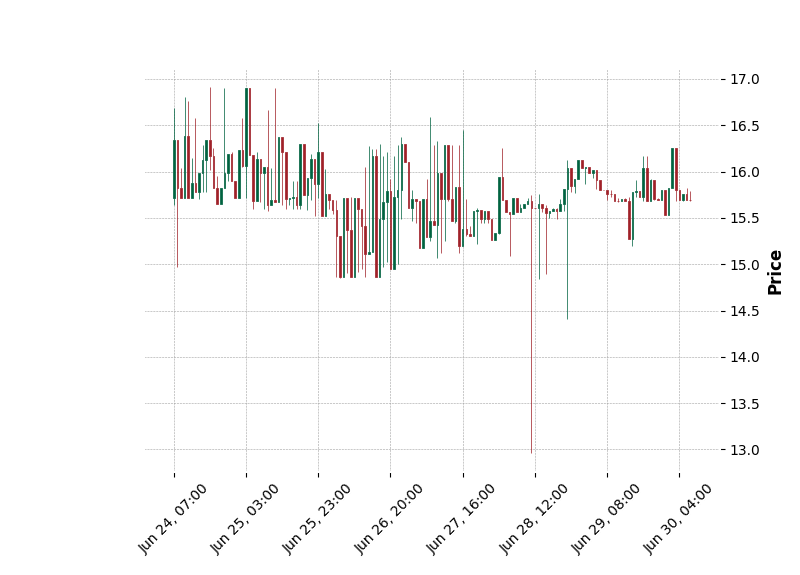 17.0
16.5
16.0
15.5
15.0
14.5
14.0
13.5
13.0
Price
Jun 24, 07:00
Jun 25, 03:00
Jun 25, 23:00
Jun 26, 20:00
Jun 27, 16:00
Jun 28, 12:00
Jun 29, 08:00
Jun 30, 04:00